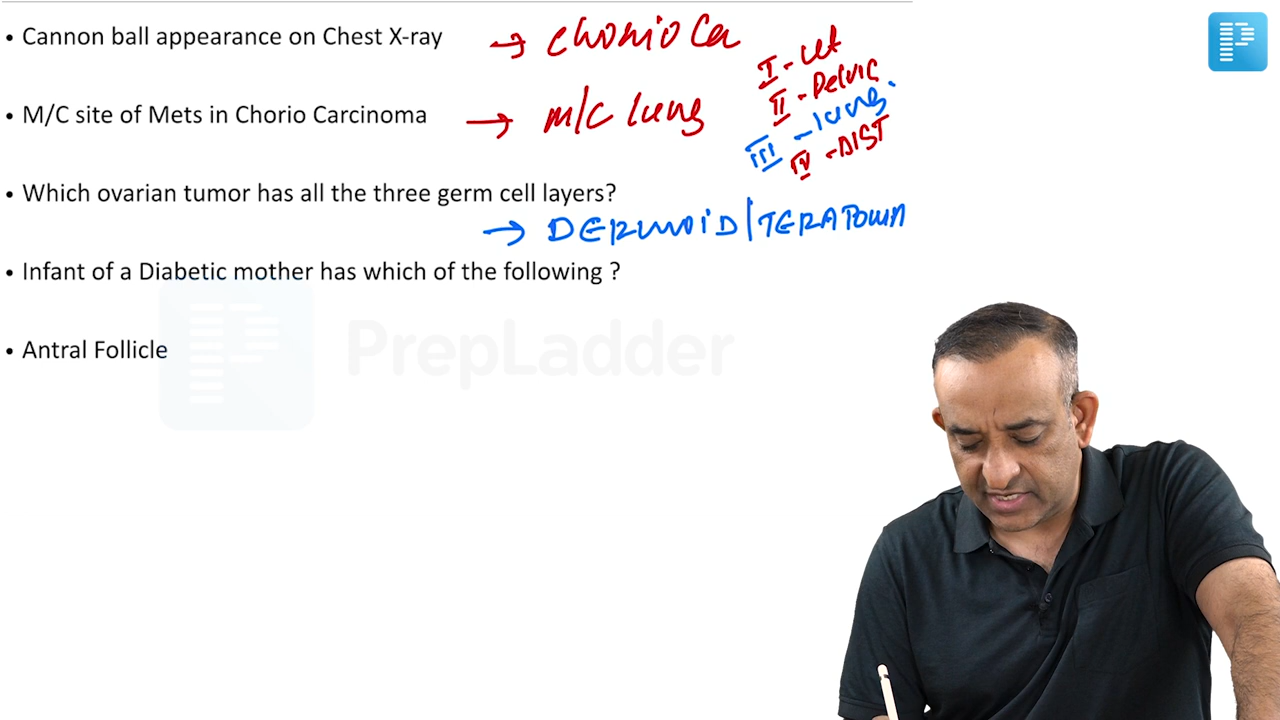 • Cannon ball appearance on Chest X-ray → chorio Ca
I - Ut
II - Pelvic
• M/C site of Mets in Chorio Carcinoma → M/C lung
III - lung.
IV - DIST
• Which ovarian tumor has all the three germ cell layers?
→ DERMOID/TERATOMA
• Infant of a Diabetic mother has which of the following ?
PrepLadder
• Antral Follicle